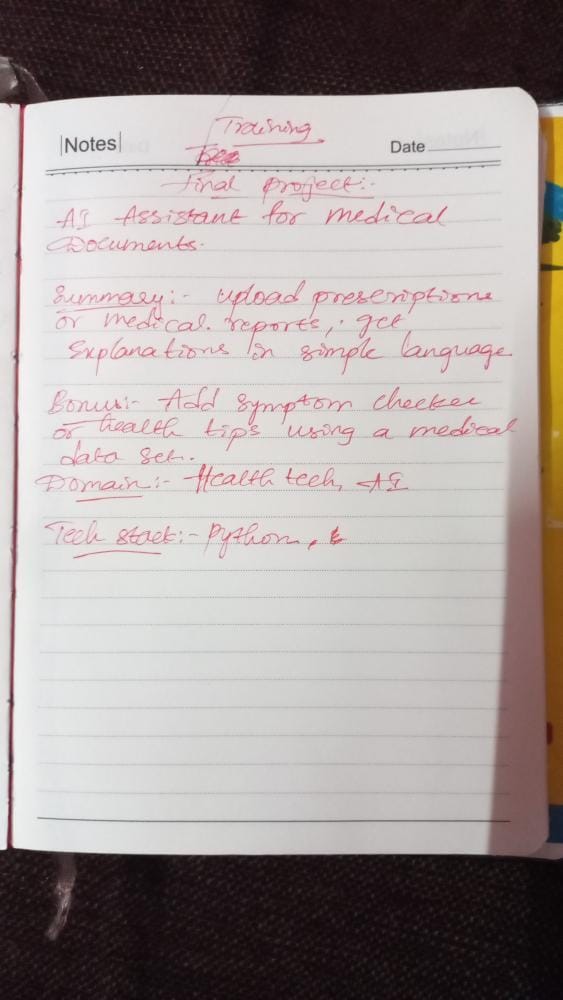 Training
|Notes|
Date
Final project:-
AI Assistant for medical
Documents.
Summary:- upload prescriptions
or medical. reports, get
Explanations in simple language
Bonus:- Add symptom checker
or health tips using a medical
data set.
Domain:- Health tech, AI
Tech stack:- Python,